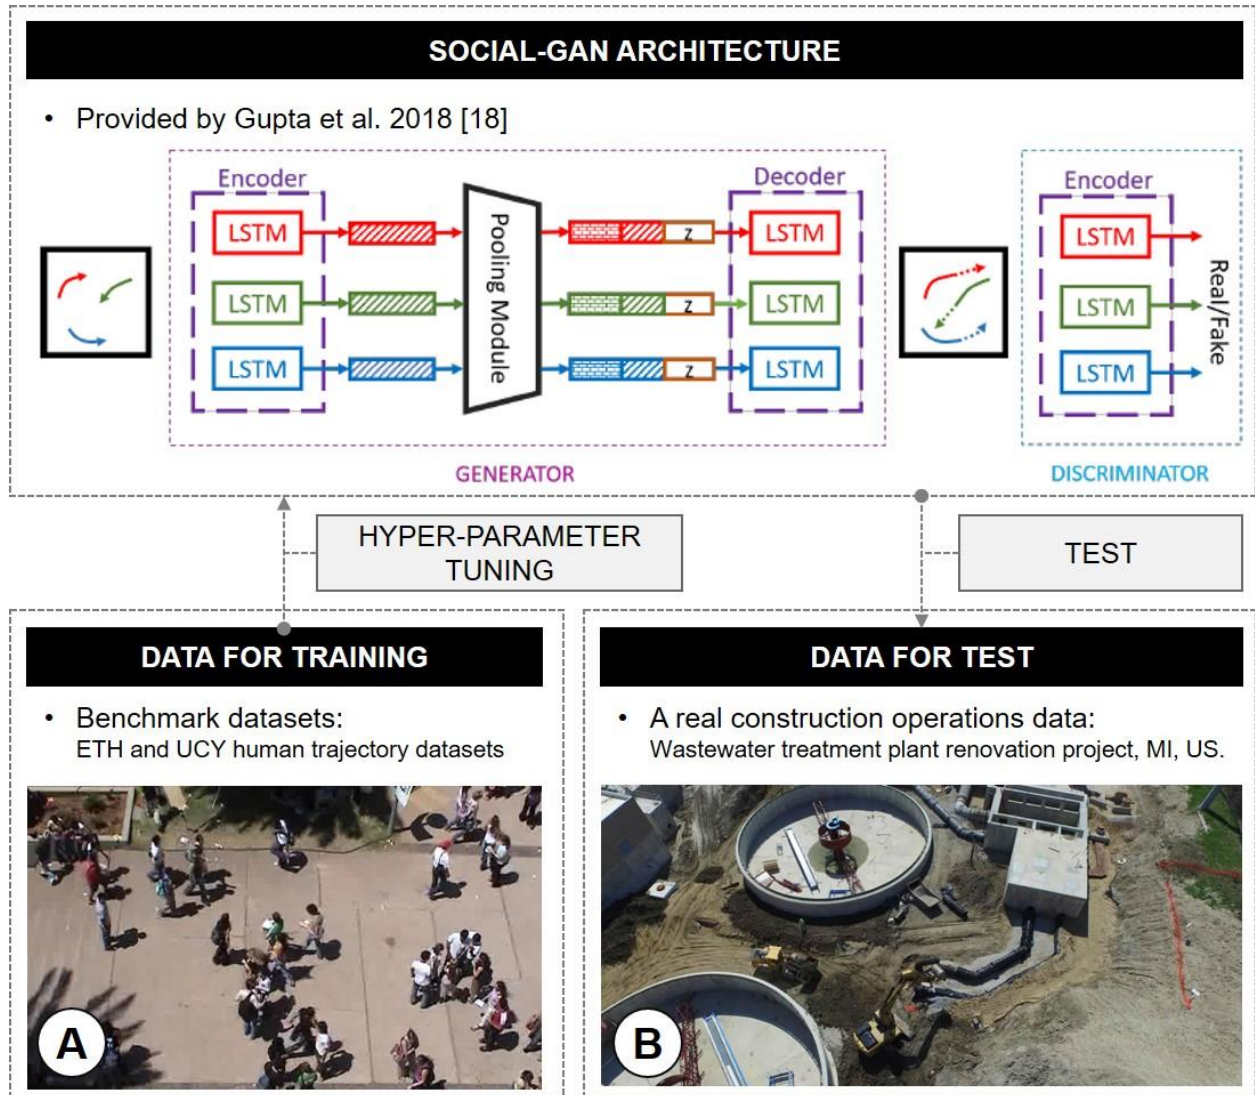 SOCIAL-GAN ARCHITECTURE
• Provided by Gupta et al. 2018 [18]
Encoder
LSTM
LSTM
LSTM
Pooling Module
z
z
z
Decoder
LSTM
LSTM
LSTM
GENERATOR
Encoder
LSTM
LSTM
LSTM
Real/Fake
DISCRIMINATOR
HYPER-PARAMETER
TUNING
TEST
DATA FOR TRAINING
• Benchmark datasets:
ETH and UCY human trajectory datasets
A
DATA FOR TEST
• A real construction operations data:
Wastewater treatment plant renovation project, MI, US.
B